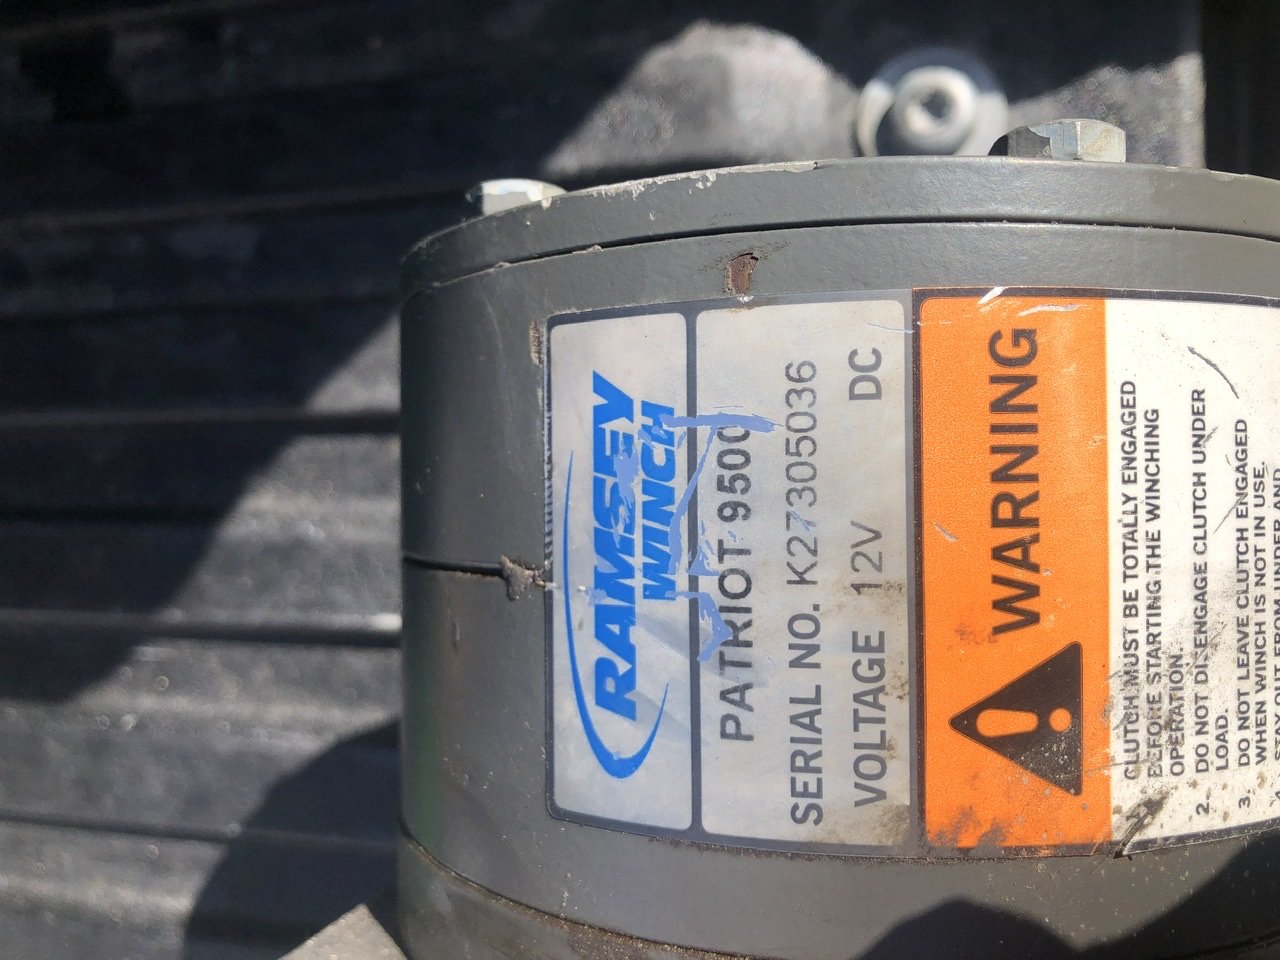 RAMSEY
WINCH
PATRIOT 9500
SERIAL NO. K27305036
VOLTAGE 12V DC
WARNING
CLUTCH MUST BE TOTALLY ENGAGED
BEFORE STARTING THE WINCHING
OPERATION.
2. DO NOT DISENGAGE CLUTCH UNDER
LOAD.
3. DO NOT LEAVE CLUTCH ENGAGED
WHEN WINCH IS NOT IN USE.